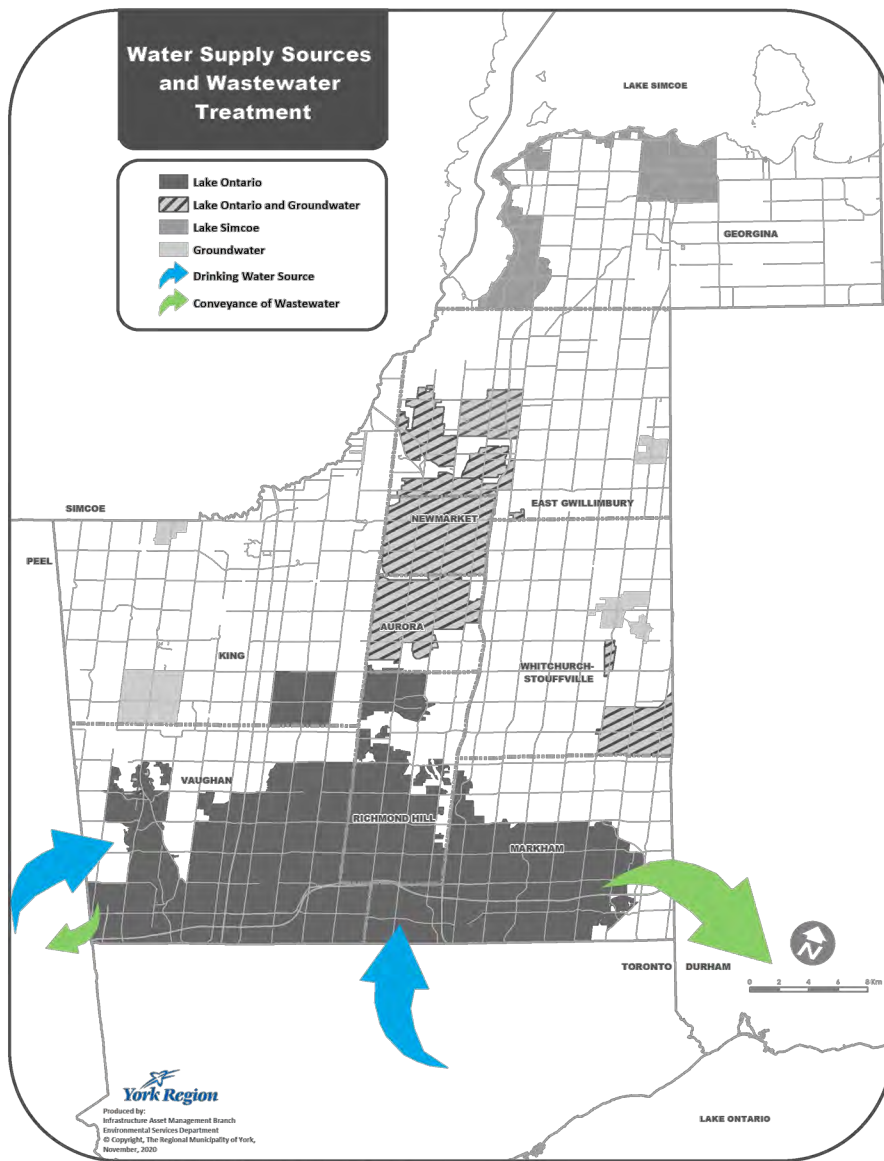 Water Supply Sources
and Wastewater
Treatment
Lake Ontario
Lake Ontario and Groundwater
Lake Simcoe
Groundwater
Drinking Water Source
Conveyance of Wastewater
LAKE SIMCOE
GEORGINA
SIMCOE
EAST GWILLIMBURY
NEWMARKET
PEEL
AURORA
KING
WHITCHURCH-
STOUFFVILLE
VAUGHAN
RICHMOND HILL
MARKHAM
TORONTO
DURHAM
N
0 2 4 6 8 Km
York Region
Produced by:
Infrastructure Asset Management Branch
Environmental Services Department
© Copyright, The Regional Municipality of York,
November, 2020
LAKE ONTARIO